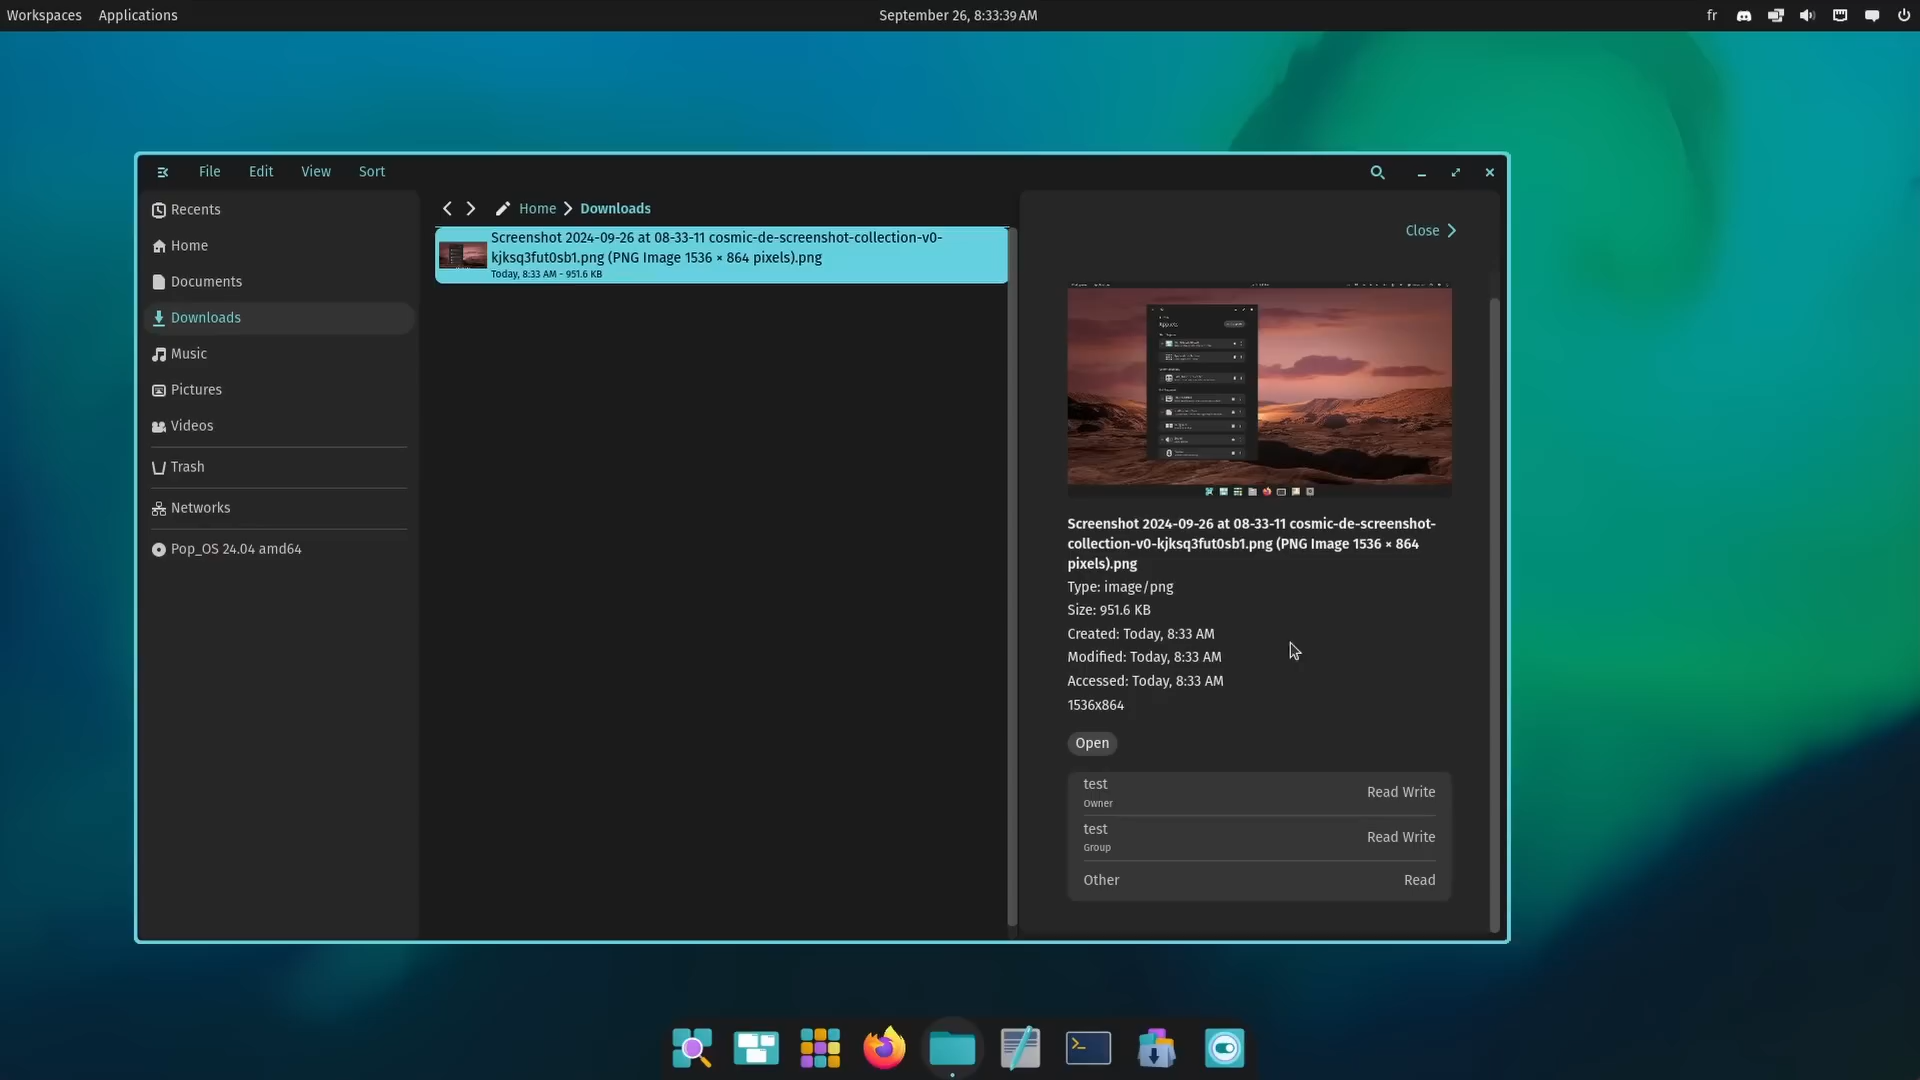 Workspaces Applications September 26, 8:33:39 AM fr
File Edit View Sort
Recents
Home
Documents
Downloads
Music
Pictures
Videos
Trash
Networks
Pop_OS 24.04 amd64
Home Downloads
Screenshot 2024-09-26 at 08-33-11 cosmic-de-screenshot-collection-v0-
kjksq3fut0sb1.png (PNG Image 1536 × 864 pixels).png
Today, 8:33 AM - 951.6 KB
Close
Applets
Screenshot 2024-09-26 at 08-33-11 cosmic-de-screenshot-
collection-v0-kjksq3fut0sb1.png (PNG Image 1536 × 864
pixels).png
Type: image/png
Size: 951.6 KB
Created: Today, 8:33 AM
Modified: Today, 8:33 AM
Accessed: Today, 8:33 AM
1536x864
Open
test
Owner
Read Write
test
Group
Read Write
Other
Read